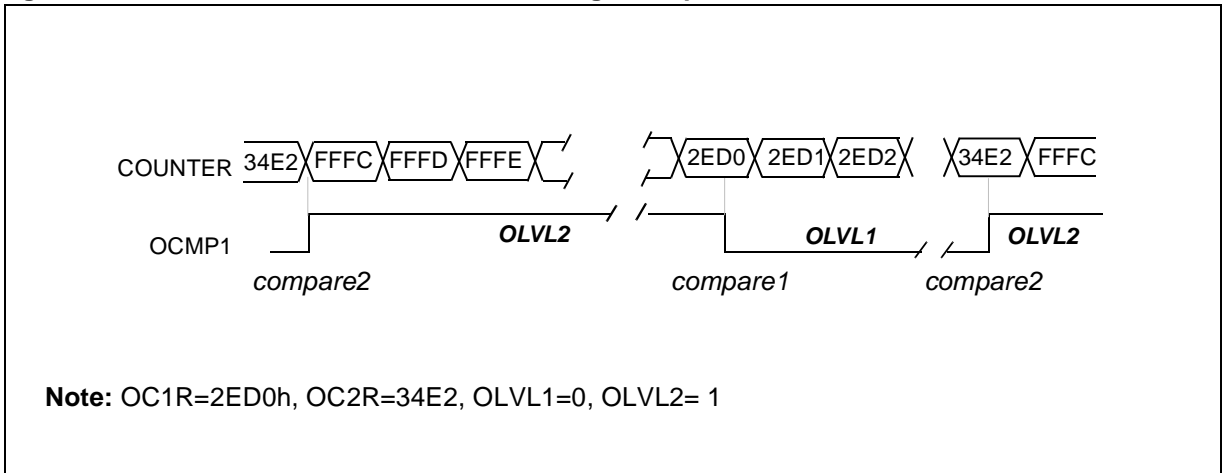 COUNTER 34E2 FFFC FFFD FFFE 2ED0 2ED1 2ED2 34E2 FFFC
OCMP1 OLVL2 OLVL1 OLVL2
compare2 compare1 compare2
Note: OC1R=2ED0h, OC2R=34E2, OLVL1=0, OLVL2= 1